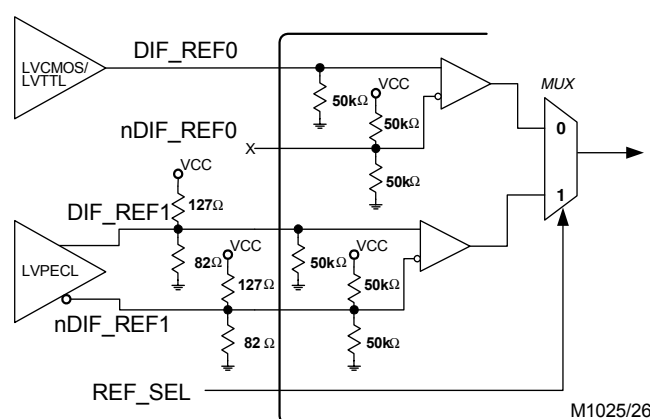 LVCMOS/
LVTTL
DIF_REF0
50kΩ
VCC
50kΩ
MUX
0
nDIF_REF0
X
50kΩ
VCC
127Ω
DIF_REF1
1
LVPECL
82Ω
VCC
50kΩ
VCC
127Ω
50kΩ
nDIF_REF1
82 Ω
50kΩ
REF_SEL
M1025/26